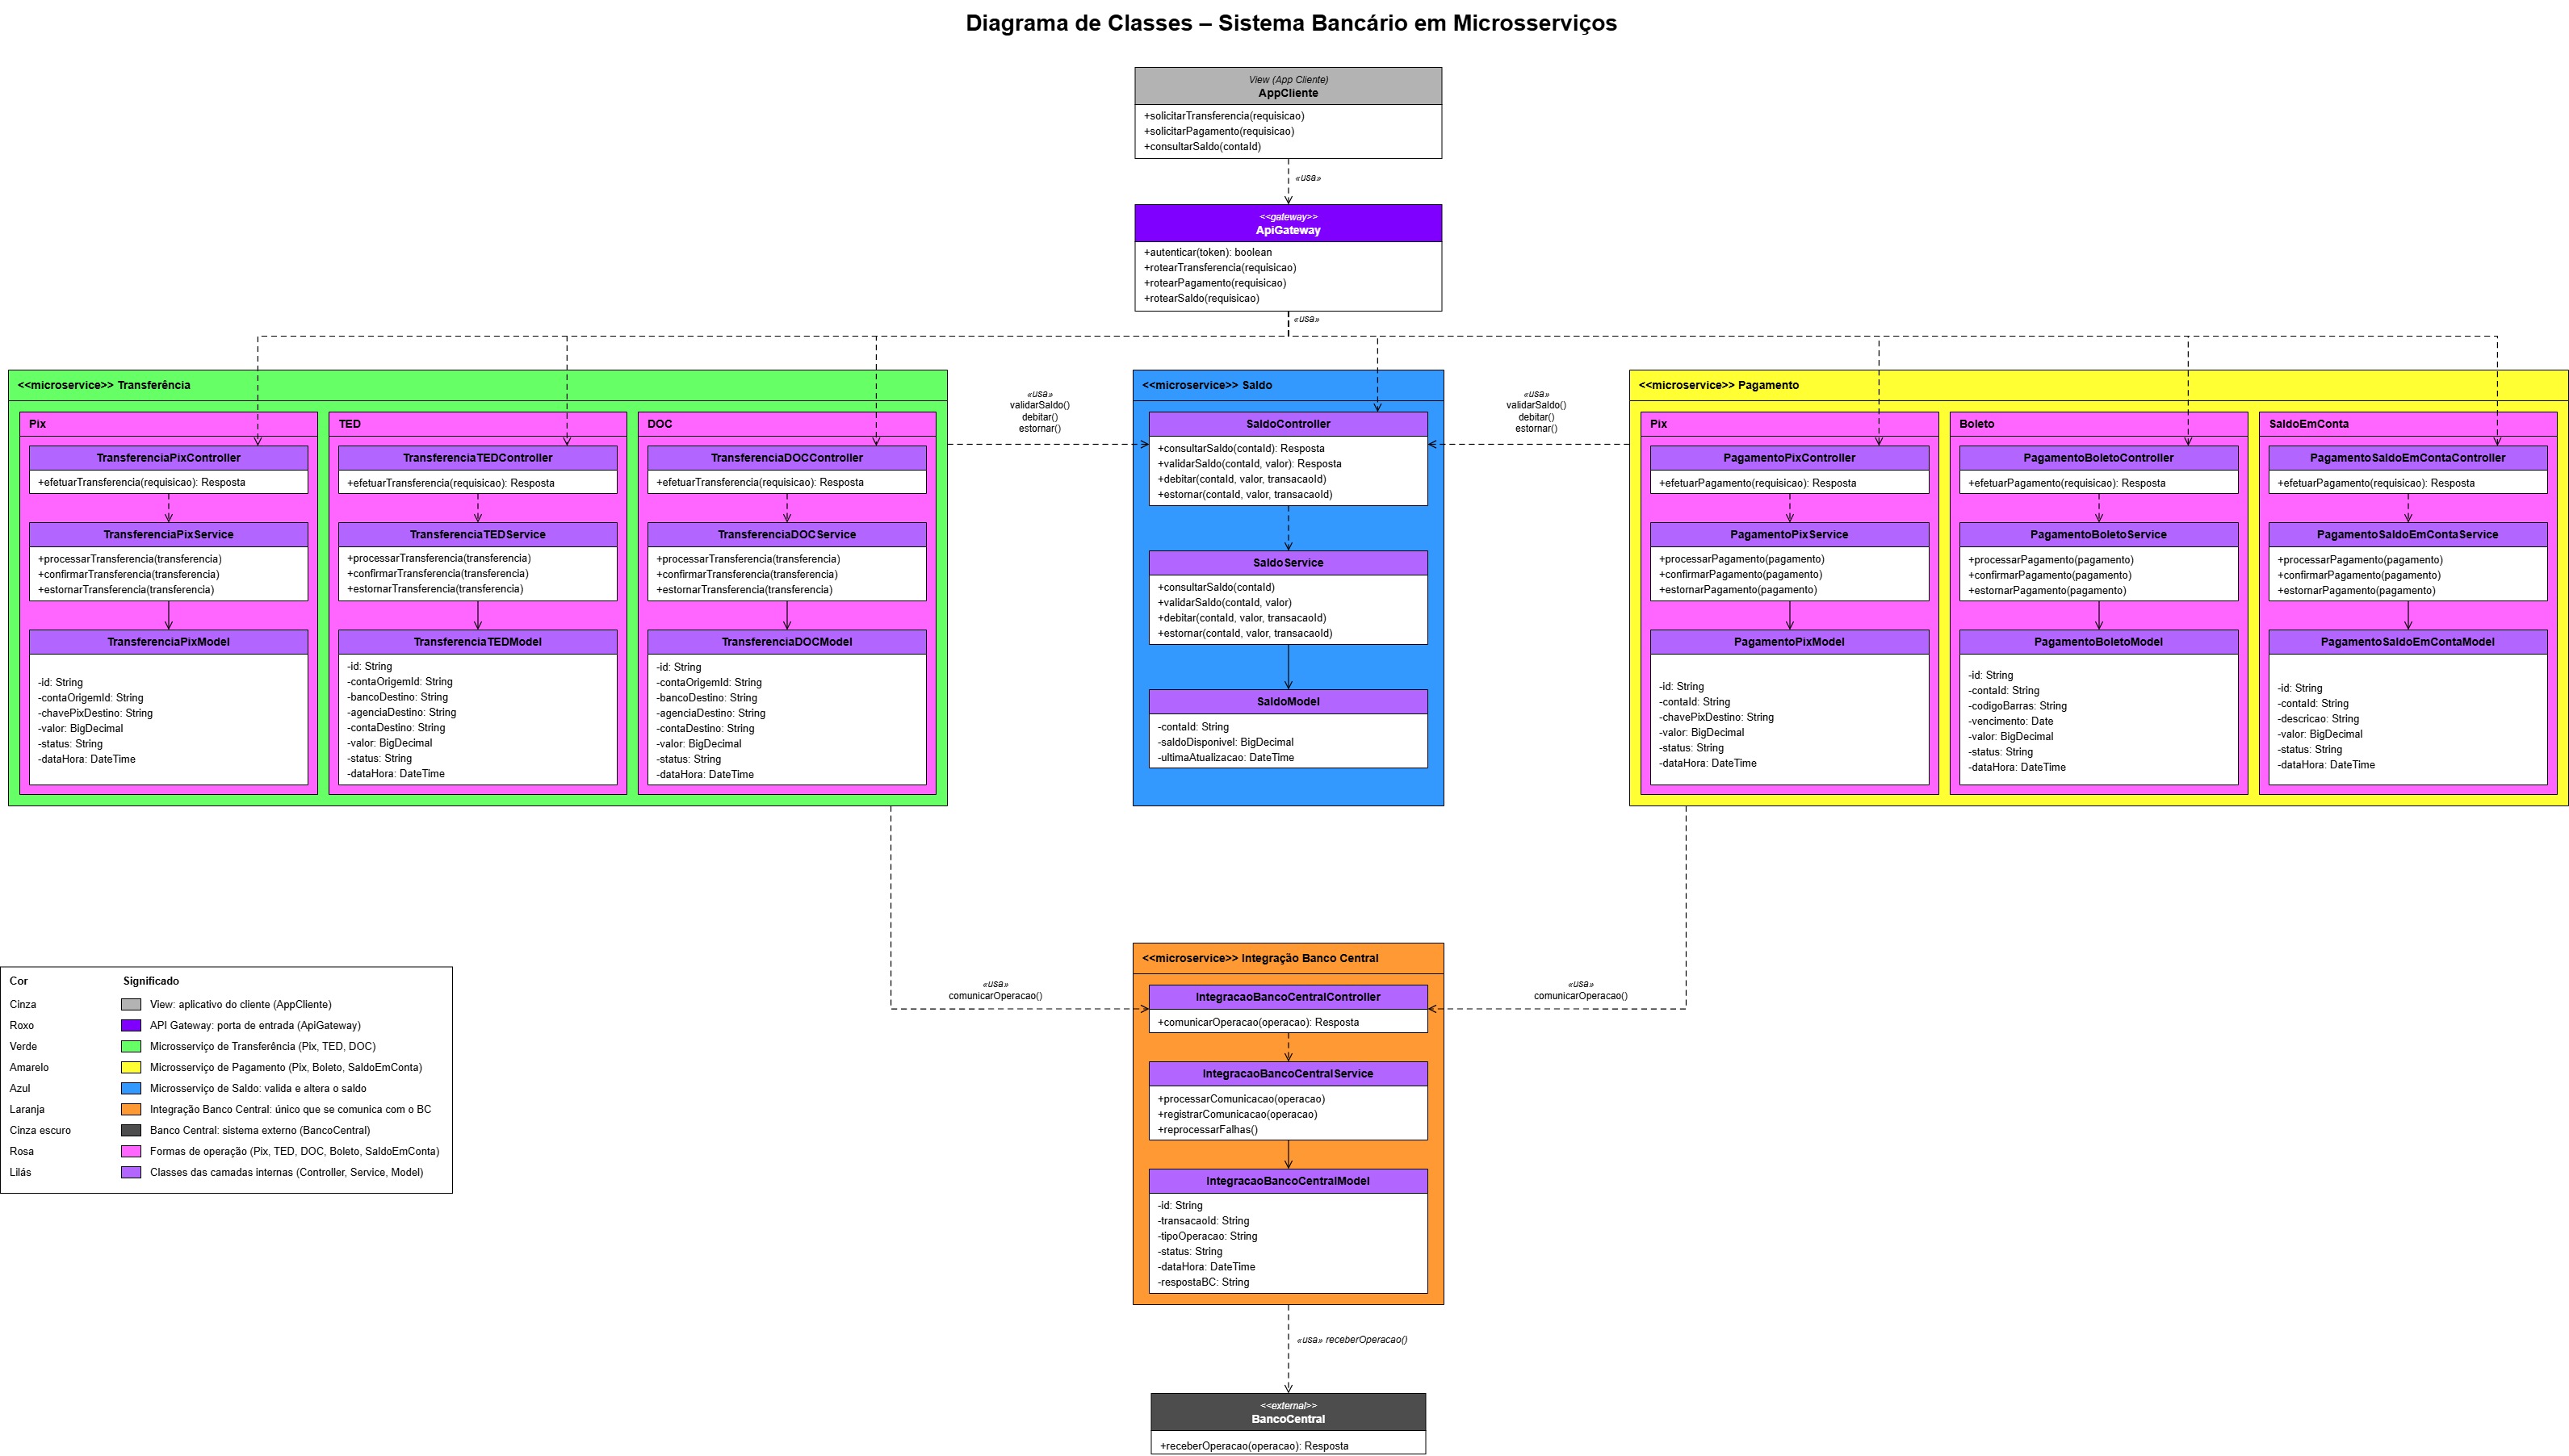 Diagrama de Classes – Sistema Bancário em Microsserviços
View (App Cliente)
AppCliente
+solicitarTransferencia(requisicao)
+solicitarPagamento(requisicao)
+consultarSaldo(contaId)
«usa»
<<gateway>>
ApiGateway
+autenticar(token): boolean
+rotearTransferencia(requisicao)
+rotearPagamento(requisicao)
+rotearSaldo(requisicao)
«usa»
<<microservice>> Transferência
Pix
TransferenciaPixController
+efetuarTransferencia(requisicao): Resposta
TransferenciaPixService
+processarTransferencia(transferencia)
+confirmarTransferencia(transferencia)
+estornarTransferencia(transferencia)
TransferenciaPixModel
-id: String
-contaOrigemId: String
-chavePixDestino: String
-valor: BigDecimal
-status: String
-dataHora: DateTime
TED
TransferenciaTEDController
+efetuarTransferencia(requisicao): Resposta
TransferenciaTEDService
+processarTransferencia(transferencia)
+confirmarTransferencia(transferencia)
+estornarTransferencia(transferencia)
TransferenciaTEDModel
-id: String
-contaOrigemId: String
-bancoDestino: String
-agenciaDestino: String
-contaDestino: String
-valor: BigDecimal
-status: String
-dataHora: DateTime
DOC
TransferenciaDOCController
+efetuarTransferencia(requisicao): Resposta
TransferenciaDOCService
+processarTransferencia(transferencia)
+confirmarTransferencia(transferencia)
+estornarTransferencia(transferencia)
TransferenciaDOCModel
-id: String
-contaOrigemId: String
-bancoDestino: String
-agenciaDestino: String
-contaDestino: String
-valor: BigDecimal
-status: String
-dataHora: DateTime
«usa»
validarSaldo()
debitar()
estornar()
<<microservice>> Saldo
SaldoController
+consultarSaldo(contaId): Resposta
+validarSaldo(contaId, valor): Resposta
+debitar(contaId, valor, transacaoId)
+estornar(contaId, valor, transacaoId)
SaldoService
+consultarSaldo(contaId)
+validarSaldo(contaId, valor)
+debitar(contaId, valor, transacaoId)
+estornar(contaId, valor, transacaoId)
SaldoModel
-contaId: String
-saldoDisponivel: BigDecimal
-ultimaAtualizacao: DateTime
«usa»
validarSaldo()
debitar()
estornar()
<<microservice>> Pagamento
Pix
PagamentoPixController
+efetuarPagamento(requisicao): Resposta
PagamentoPixService
+processarPagamento(pagamento)
+confirmarPagamento(pagamento)
+estornarPagamento(pagamento)
PagamentoPixModel
-id: String
-contaId: String
-chavePixDestino: String
-valor: BigDecimal
-status: String
-dataHora: DateTime
Boleto
PagamentoBoletoController
+efetuarPagamento(requisicao): Resposta
PagamentoBoletoService
+processarPagamento(pagamento)
+confirmarPagamento(pagamento)
+estornarPagamento(pagamento)
PagamentoBoletoModel
-id: String
-contaId: String
-codigoBarras: String
-vencimento: Date
-valor: BigDecimal
-status: String
-dataHora: DateTime
SaldoEmConta
PagamentoSaldoEmContaController
+efetuarPagamento(requisicao): Resposta
PagamentoSaldoEmContaService
+processarPagamento(pagamento)
+confirmarPagamento(pagamento)
+estornarPagamento(pagamento)
PagamentoSaldoEmContaModel
-id: String
-contaId: String
-descricao: String
-valor: BigDecimal
-status: String
-dataHora: DateTime
Cor Significado
Cinza View: aplicativo do cliente (AppCliente)
Roxo API Gateway: porta de entrada (ApiGateway)
Verde Microsserviço de Transferência (Pix, TED, DOC)
Amarelo Microsserviço de Pagamento (Pix, Boleto, SaldoEmConta)
Azul Microsserviço de Saldo: valida e altera o saldo
Laranja Integração Banco Central: único que se comunica com o BC
Cinza escuro Banco Central: sistema externo (BancoCentral)
Rosa Formas de operação (Pix, TED, DOC, Boleto, SaldoEmConta)
Lilás Classes das camadas internas (Controller, Service, Model)
«usa»
comunicarOperacao()
<<microservice>> Integração Banco Central
IntegracaoBancoCentralController
+comunicarOperacao(operacao): Resposta
IntegracaoBancoCentralService
+processarComunicacao(operacao)
+registrarComunicacao(operacao)
+reprocessarFalhas()
IntegracaoBancoCentralModel
-id: String
-transacaoId: String
-tipoOperacao: String
-status: String
-dataHora: DateTime
-respostaBC: String
«usa»
comunicarOperacao()
«usa» receberOperacao()
<<external>>
BancoCentral
+receberOperacao(operacao): Resposta